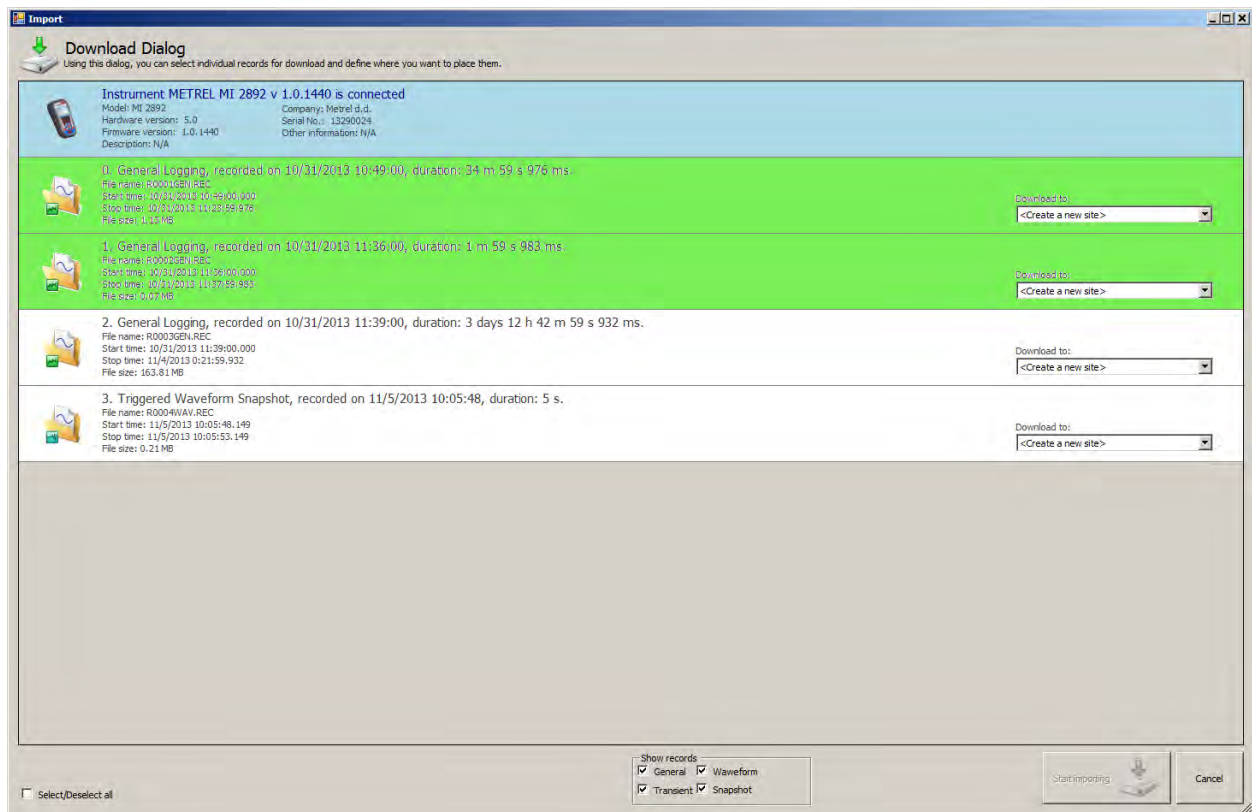 Import
Download Dialog
Using this dialog, you can select individual records for download and define where you want to place them.
Instrument METREL MI 2892 v 1.0.1440 is connected
Model: MI 2892 Company: Metrel d.d.
Hardware version: 5.0 Serial No.: 13290024
Firmware version: 1.0.1440 Other information: N/A
Description: N/A
0. General Logging, recorded on 10/31/2013 10:49:00, duration: 34 m 59 s 976 ms.
File name: R0001GEN.REC
Start time: 10/31/2013 10:49:00.000
Stop time: 10/31/2013 11:23:59.976
File size: 1.13 MB
Download to:
<Create a new site>
1. General Logging, recorded on 10/31/2013 11:36:00, duration: 1 m 59 s 983 ms.
File name: R0002GEN.REC
Start time: 10/31/2013 11:36:00.000
Stop time: 10/31/2013 11:37:59.983
File size: 0.07 MB
Download to:
<Create a new site>
2. General Logging, recorded on 10/31/2013 11:39:00, duration: 3 days 12 h 42 m 59 s 932 ms.
File name: R0003GEN.REC
Start time: 10/31/2013 11:39:00.000
Stop time: 11/4/2013 0:21:59.932
File size: 163.81 MB
Download to:
<Create a new site>
3. Triggered Waveform Snapshot, recorded on 11/5/2013 10:05:48, duration: 5 s.
File name: R0004WAV.REC
Start time: 11/5/2013 10:05:48.149
Stop time: 11/5/2013 10:05:53.149
File size: 0.21 MB
Download to:
<Create a new site>
Show records
General Waweform
Transient Snapshot
Select/Deselect all
Start importing
Cancel